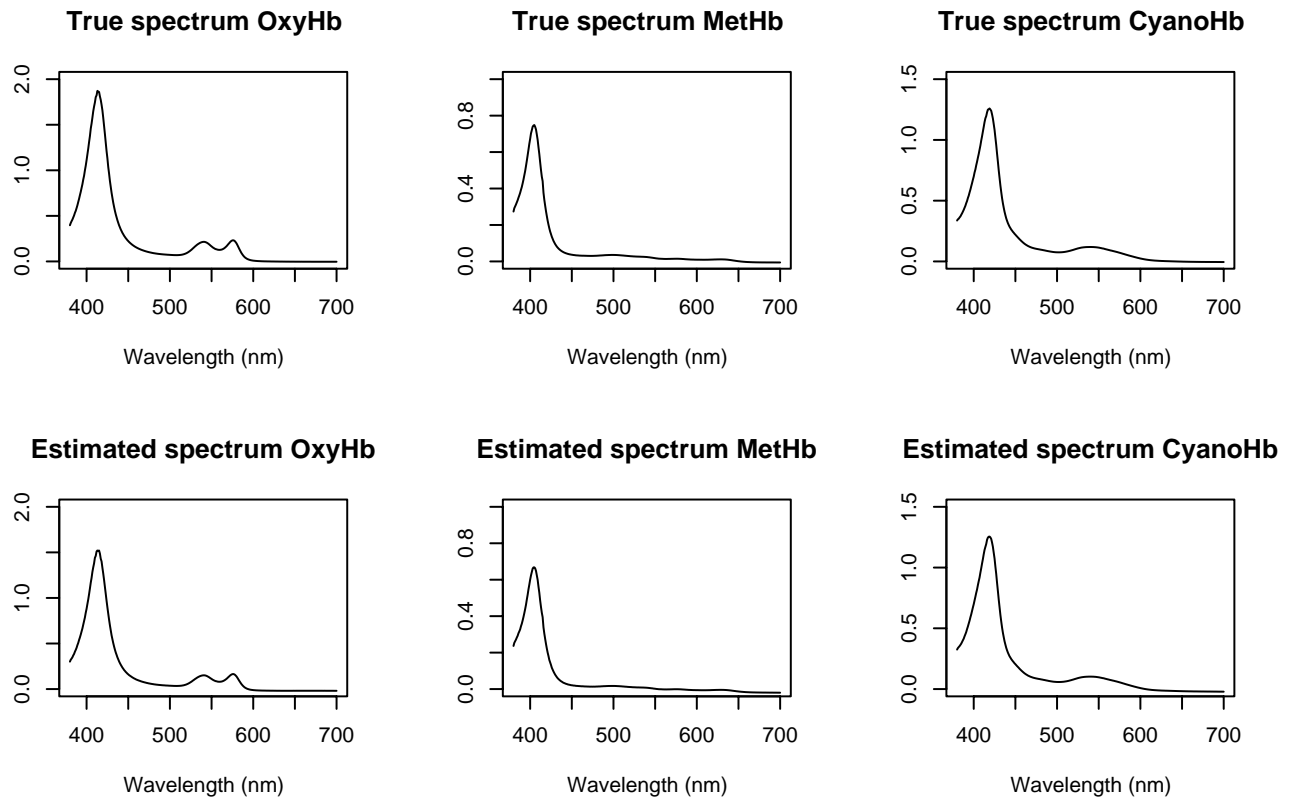 True spectrum OxyHb
2.0
1.0
0.0
400 500 600 700
Wavelength (nm)
True spectrum MetHb
0.8
0.4
0.0
400 500 600 700
Wavelength (nm)
True spectrum CyanoHb
1.5
1.0
0.5
0.0
400 500 600 700
Wavelength (nm)
Estimated spectrum OxyHb
2.0
1.0
0.0
400 500 600 700
Wavelength (nm)
Estimated spectrum MetHb
0.8
0.4
0.0
400 500 600 700
Wavelength (nm)
Estimated spectrum CyanoHb
1.5
1.0
0.5
0.0
400 500 600 700
Wavelength (nm)